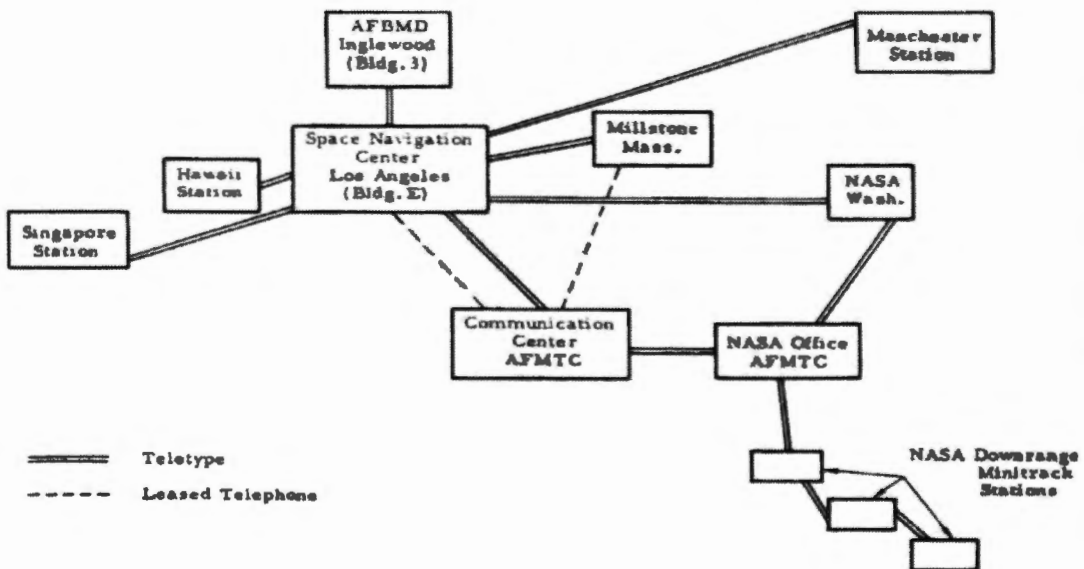 AFBMD
Inglewood
(Bldg. 3)
Manchester
Station
Space Navigation
Center
Los Angeles
(Bldg. Σ)
Millstone
Mass.
Hawaii
Station
NASA
Wash.
Singapore
Station
Communication
Center
AFMTC
NASA Office
AFMTC
Teletype
Leased Telephone
NASA Downrange
Minitrack
Stations